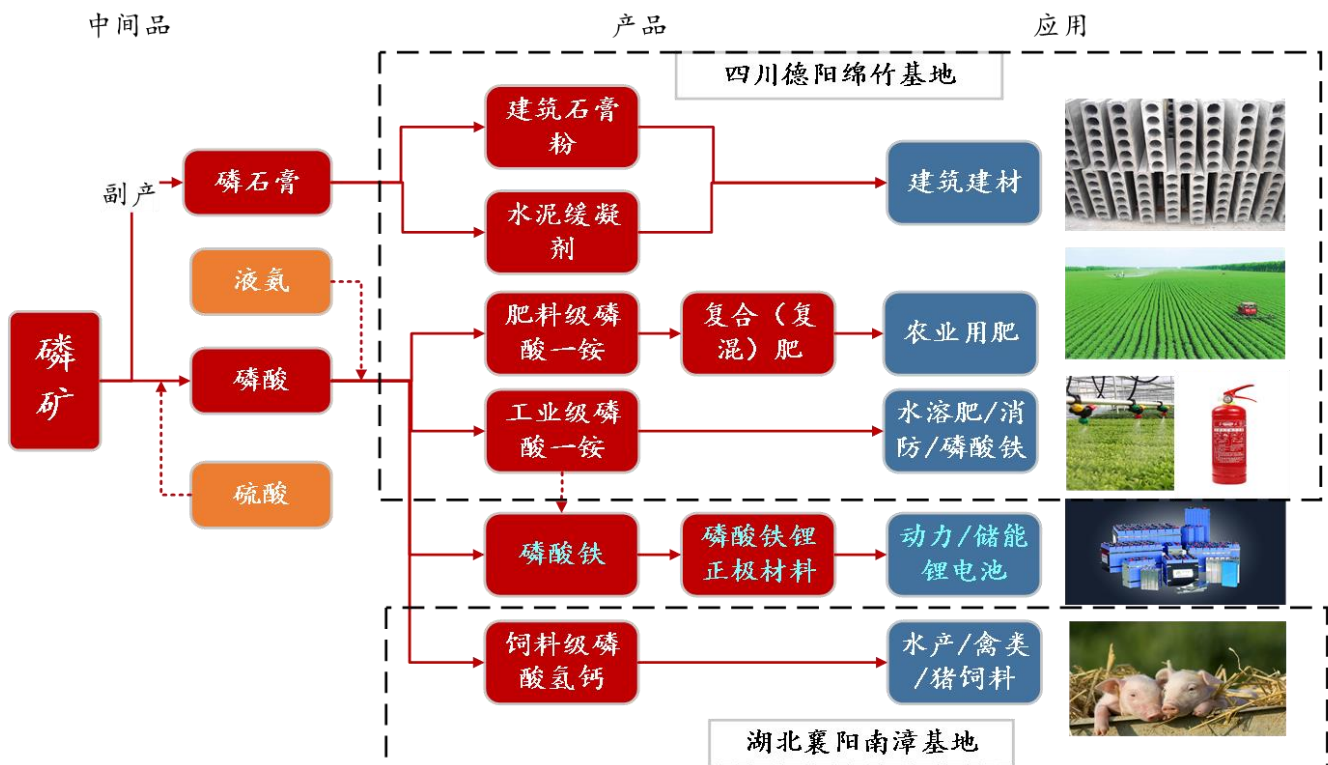 中间品
产品
应用
四川德阳绵竹基地
建筑石膏
粉
磷石膏
副产
建筑建材
水泥缓凝
剂
液氨
肥料级磷
酸一铵
复合（复
混）肥
农业用肥
磷
矿
磷酸
工业级磷
酸一铵
水溶肥/消
防/磷酸铁
硫酸
磷酸铁
磷酸铁锂
正极材料
动力/储能
锂电池
饲料级磷
酸氢钙
水产/禽类
/猪饲料
湖北襄阳南漳基地